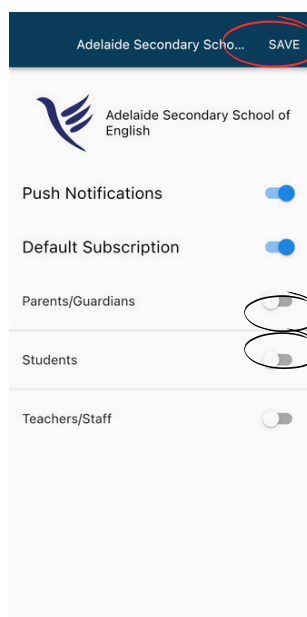 Adelaide Secondary Scho... SAVE
Adelaide Secondary School of
English
Push Notifications
Default Subscription
Parents/Guardians
Students
Teachers/Staff